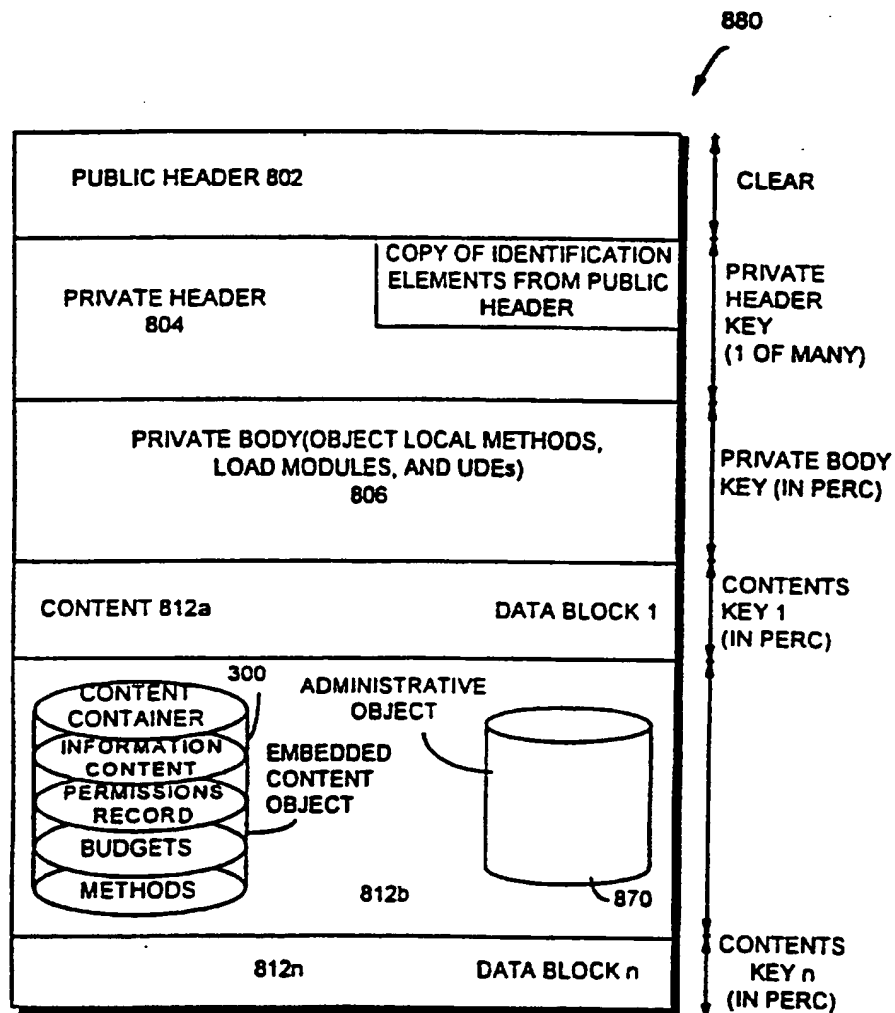 880
PUBLIC HEADER 802
CLEAR
COPY OF IDENTIFICATION
ELEMENTS FROM PUBLIC
HEADER
PRIVATE HEADER
804
PRIVATE
HEADER
KEY
(1 OF MANY)
PRIVATE BODY(OBJECT LOCAL METHODS,
LOAD MODULES, AND UDEs)
806
PRIVATE BODY
KEY (IN PERC)
CONTENT 812a
DATA BLOCK 1
CONTENTS
KEY 1
(IN PERC)
300
CONTENT
CONTAINER
INFORMATION
CONTENT
PERMISSIONS
RECORD
BUDGETS
METHODS
EMBEDDED
CONTENT
OBJECT
ADMINISTRATIVE
OBJECT
812b
870
812n
DATA BLOCK n
CONTENTS
KEY n
(IN PERC)